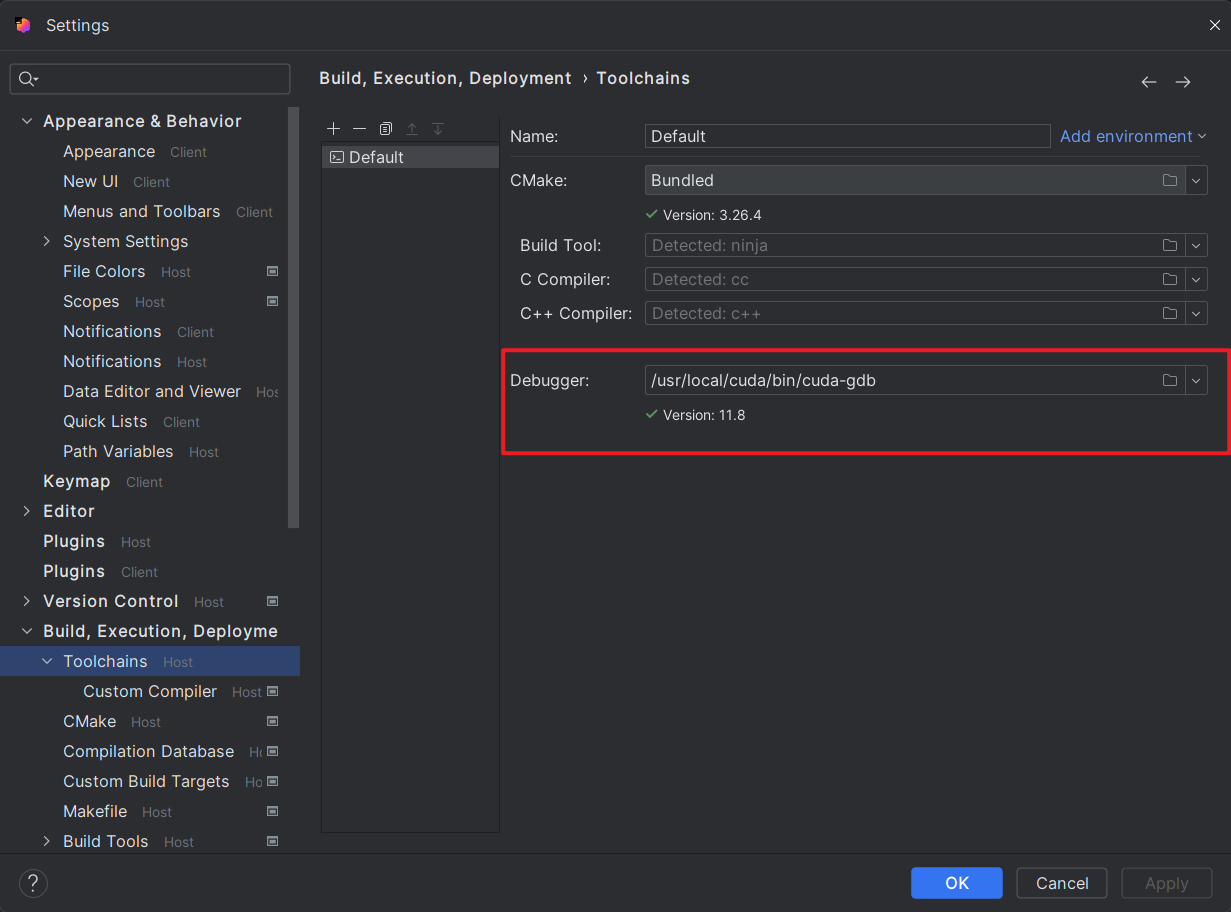 Settings
Build, Execution, Deployment › Toolchains
Appearance & Behavior
Appearance Client
New UI Client
Menus and Toolbars Client
System Settings
File Colors Host
Scopes Host
Notifications Client
Notifications Host
Data Editor and Viewer Hos
Quick Lists Client
Path Variables Host
Keymap Client
Editor
Plugins Host
Plugins Client
Version Control Host
Build, Execution, Deployme
Toolchains Host
Custom Compiler Host
CMake Host
Compilation Database Ho
Custom Build Targets Ho
Makefile Host
Build Tools Host
Default
Name: Default Add environment
CMake: Bundled
Version: 3.26.4
Build Tool: Detected: ninja
C Compiler: Detected: cc
C++ Compiler: Detected: c++
Debugger: /usr/local/cuda/bin/cuda-gdb
Version: 11.8
?
OK Cancel Apply